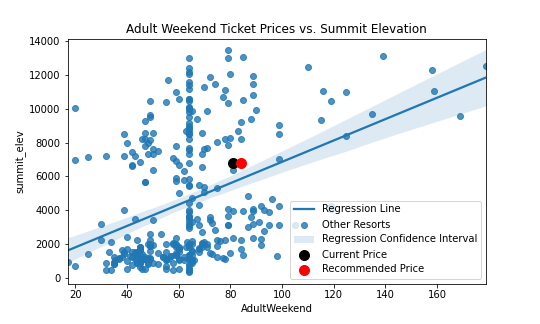 Adult Weekend Ticket Prices vs. Summit Elevation
14000
12000
10000
8000
6000
4000
2000
0
summit_elev
20
40
60
80
100
120
140
160
AdultWeekend
Regression Line
Other Resorts
Regression Confidence Interval
Current Price
Recommended Price